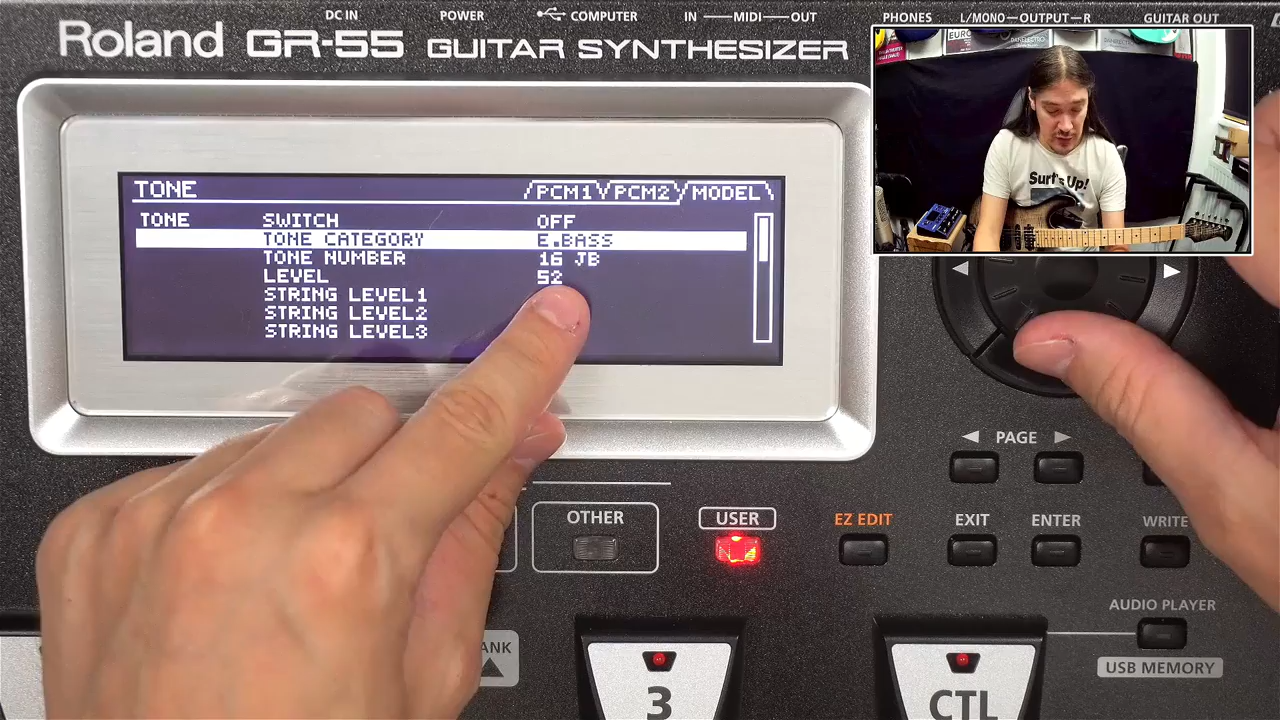 DC IN POWER COMPUTER IN MIDI OUT PHONES L/MONO OUTPUT R GUITAR OUT
Roland GR-55 GUITAR SYNTHESIZER
TONE PCM1 PCM2 MODEL
TONE SWITCH OFF
TONE CATEGORY E.BASS
TONE NUMBER 16 JB
LEVEL 52
STRING LEVEL1
STRING LEVEL2
STRING LEVEL3
Surf's Up!
PAGE
OTHER USER EZ EDIT EXIT ENTER WRITE
AUDIO PLAYER
USB MEMORY
3 CTL